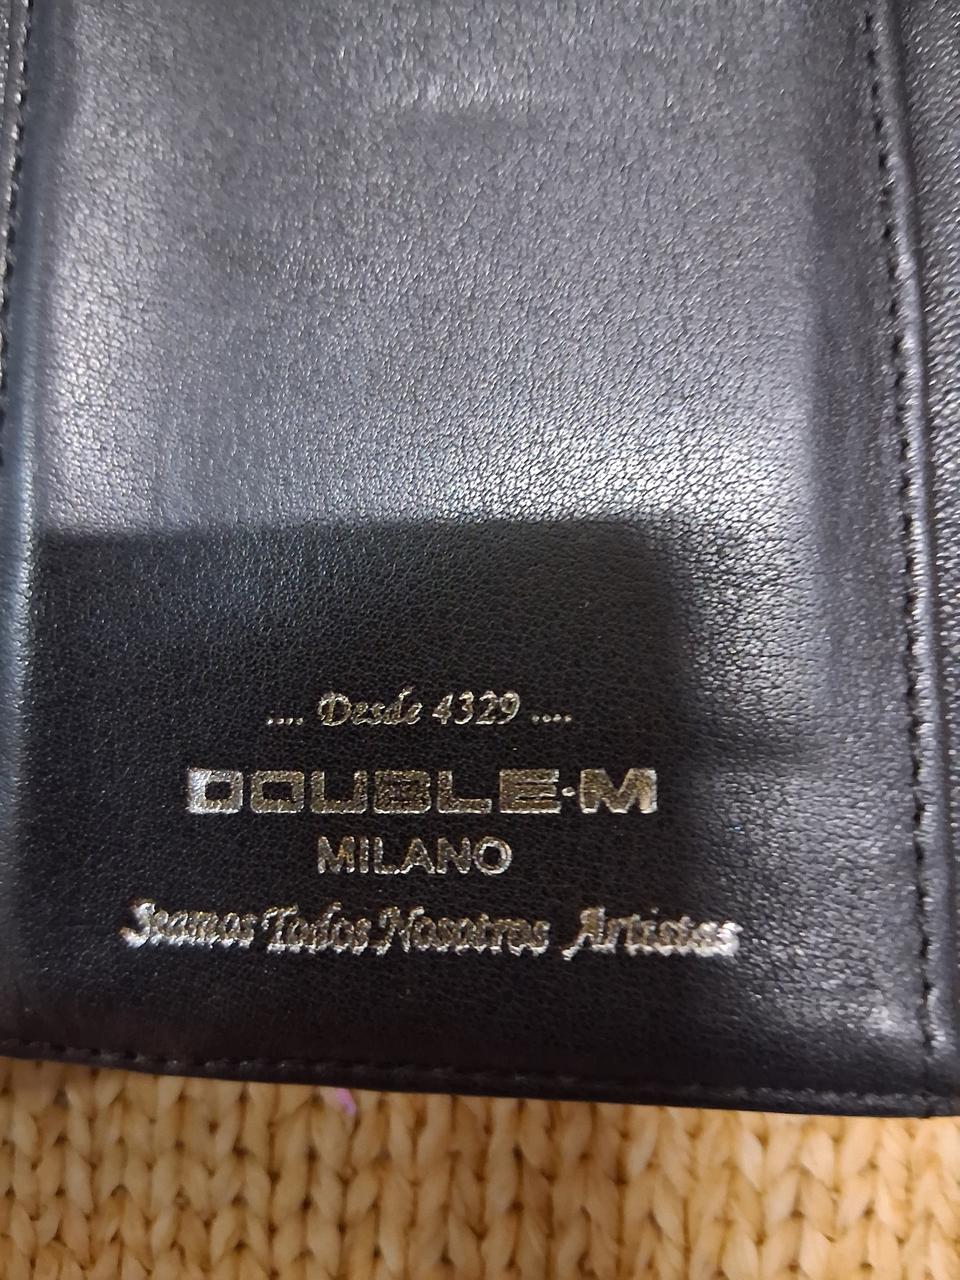 .... Desde 4329 ....
DOUBLE·M
MILANO
Seamos Todos Nosotros Artistas